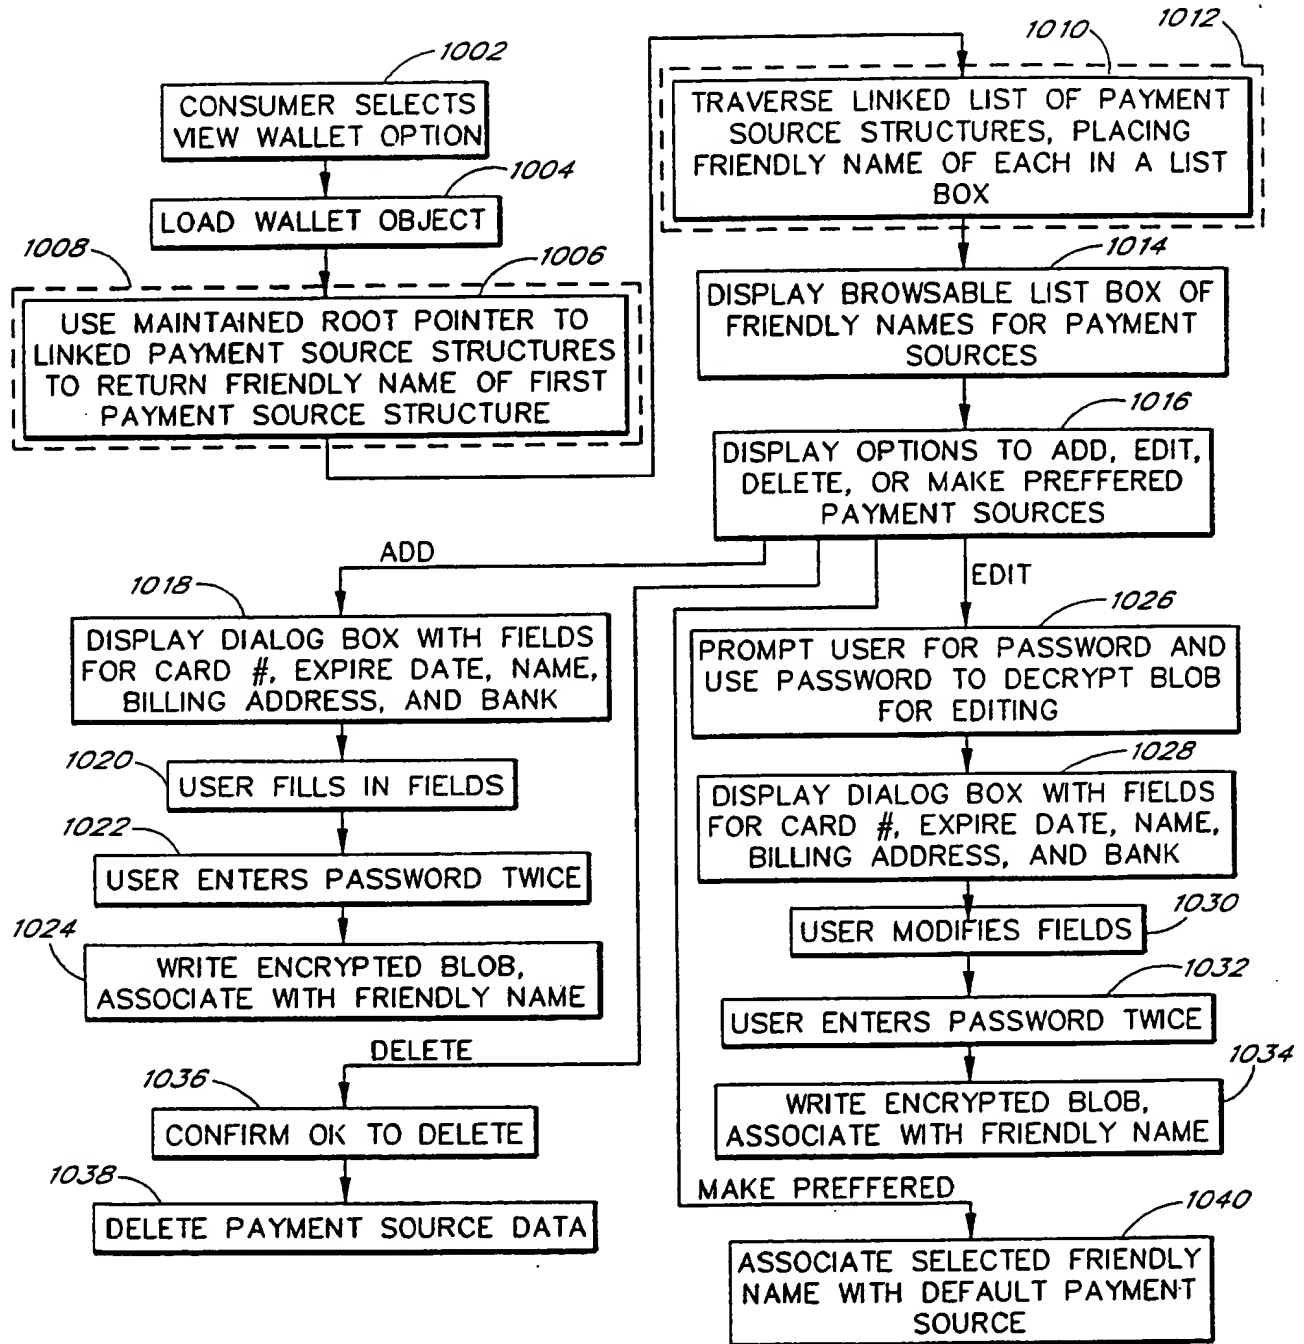 1002
CONSUMER SELECTS
VIEW WALLET OPTION
1004
LOAD WALLET OBJECT
1008
1006
USE MAINTAINED ROOT POINTER TO
LINKED PAYMENT SOURCE STRUCTURES
TO RETURN FRIENDLY NAME OF FIRST
PAYMENT SOURCE STRUCTURE
1010
1012
TRAVERSE LINKED LIST OF PAYMENT
SOURCE STRUCTURES, PLACING
FRIENDLY NAME OF EACH IN A LIST
BOX
1014
DISPLAY BROWSABLE LIST BOX OF
FRIENDLY NAMES FOR PAYMENT
SOURCES
1016
DISPLAY OPTIONS TO ADD, EDIT,
DELETE, OR MAKE PREFFERED
PAYMENT SOURCES
ADD
1018
DISPLAY DIALOG BOX WITH FIELDS
FOR CARD #, EXPIRE DATE, NAME,
BILLING ADDRESS, AND BANK
1020
USER FILLS IN FIELDS
1022
USER ENTERS PASSWORD TWICE
1024
WRITE ENCRYPTED BLOB,
ASSOCIATE WITH FRIENDLY NAME
EDIT
1026
PROMPT USER FOR PASSWORD AND
USE PASSWORD TO DECRYPT BLOB
FOR EDITING
1028
DISPLAY DIALOG BOX WITH FIELDS
FOR CARD #, EXPIRE DATE, NAME,
BILLING ADDRESS, AND BANK
1030
USER MODIFIES FIELDS
1032
USER ENTERS PASSWORD TWICE
1034
WRITE ENCRYPTED BLOB,
ASSOCIATE WITH FRIENDLY NAME
DELETE
1036
CONFIRM OK TO DELETE
1038
DELETE PAYMENT SOURCE DATA
MAKE PREFFERED
1040
ASSOCIATE SELECTED FRIENDLY
NAME WITH DEFAULT PAYMENT
SOURCE